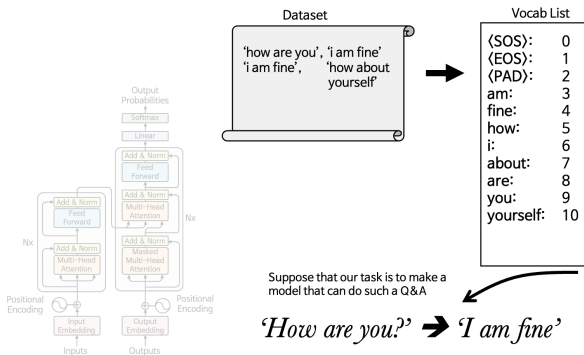 Dataset
Vocab List
‘how are you’, ‘i am fine’
‘i am fine’, ‘how about
yourself’
⟨SOS⟩: 0
⟨EOS⟩: 1
⟨PAD⟩: 2
am: 3
fine: 4
how: 5
i: 6
about: 7
are: 8
you: 9
yourself: 10
Output
Probabilities
Softmax
Linear
Add & Norm
Feed
Forward
Add & Norm
Multi-Head
Attention
Nx
Add & Norm
Masked
Multi-Head
Attention
Add & Norm
Feed
Forward
Nx
Add & Norm
Multi-Head
Attention
Positional
Encoding
Positional
Encoding
Input
Embedding
Output
Embedding
Inputs
Outputs
Suppose that our task is to make a
model that can do such a Q&A
‘How are you?’ ➔ ‘I am fine’